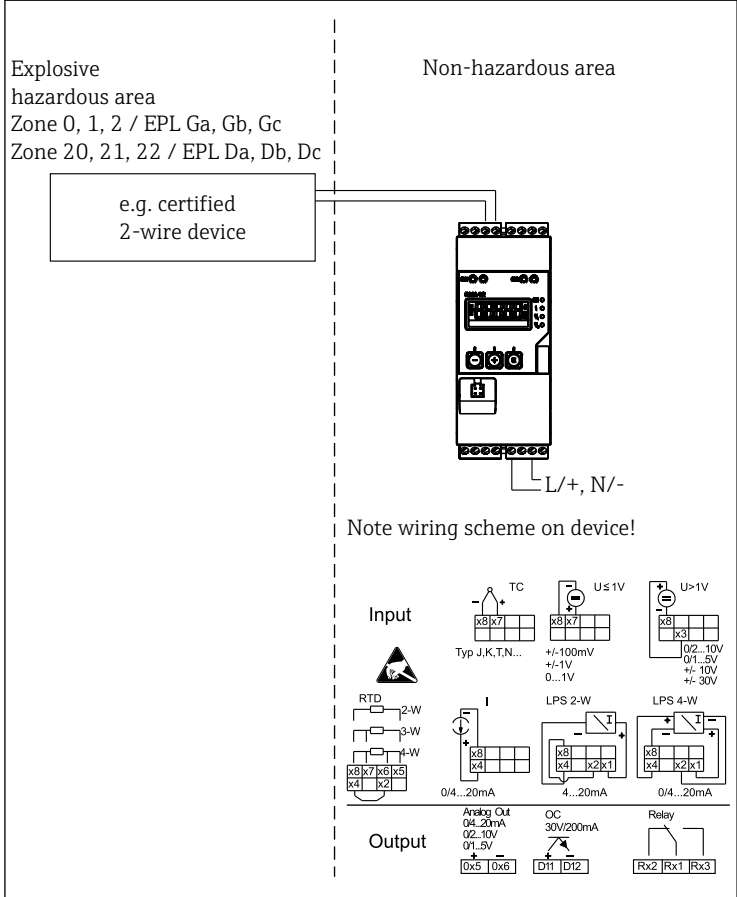 Explosive
hazardous area
Zone 0, 1, 2 / EPL Ga, Gb, Gc
Zone 20, 21, 22 / EPL Da, Db, Dc
Non-hazardous area
e.g. certified
2-wire device
L/+, N/-
Note wiring scheme on device!
Input
TC
- +
x8 x7
Typ J,K,T,N...
U≤1V
-
+
x8 x7
+/-100mV
+/-1V
0...1V
U>1V
+
-
x8
x3
0/2...10V
0/1...5V
+/- 10V
+/- 30V
RTD
2-W
3-W
4-W
x8 x7 x6 x5
x4 x2
I
-
+
x8
x4
0/4...20mA
LPS 2-W
I
- +
x8
x4 x2 x1
4...20mA
LPS 4-W
+ I -
- +
x8
x4 x2 x1
0/4...20mA
Output
Analog Out
0/4...20mA
0/2...10V
0/1...5V
+ -
0x5 0x6
OC
30V/200mA
+ -
D11 D12
Relay
Rx2 Rx1 Rx3